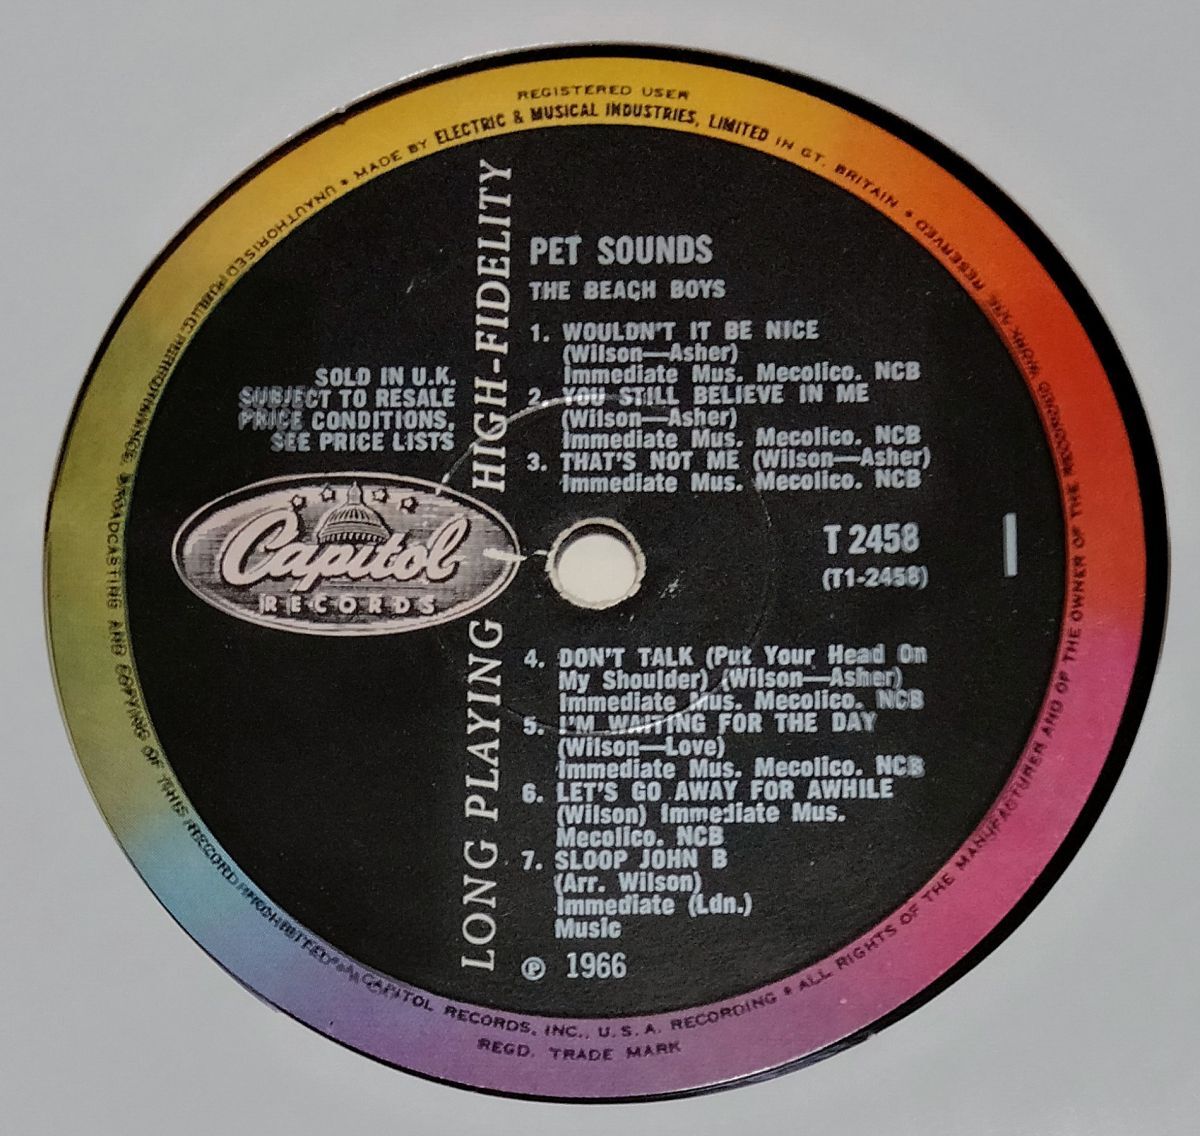 REGISTERED USER
MADE BY ELECTRIC & MUSICAL INDUSTRIES, LIMITED IN GT. BRITAIN • ALL RIGHTS OF THE MANUFACTURER AND OF THE OWNER OF THE RECORDED WORK ARE RESERVED •
UNAUTHORISED PUBLIC PERFORMANCE, BROADCASTING AND COPYING OF THIS RECORD PROHIBITED
CAPITOL RECORDS, INC., U.S.A. RECORDING •
REGD. TRADE MARK
LONG PLAYING HIGH-FIDELITY
PET SOUNDS
THE BEACH BOYS
1. WOULDN'T IT BE NICE
(Wilson—Asher)
Immediate Mus. Mecolico. NCB
2. YOU STILL BELIEVE IN ME
(Wilson—Asher)
Immediate Mus. Mecolico. NCB
3. THAT'S NOT ME (Wilson—Asher)
Immediate Mus. Mecolico. NCB
SOLD IN U.K.
SUBJECT TO RESALE
PRICE CONDITIONS,
SEE PRICE LISTS
Capitol
RECORDS
T 2458
(T1-2458)
1
4. DON'T TALK (Put Your Head On
My Shoulder) (Wilson—Asher)
Immediate Mus. Mecolico. NCB
5. I'M WAITING FOR THE DAY
(Wilson—Love)
Immediate Mus. Mecolico. NCB
6. LET'S GO AWAY FOR AWHILE
(Wilson) Immediate Mus.
Mecolico. NCB
7. SLOOP JOHN B
(Arr. Wilson)
Immediate (Ldn.)
Music
℗ 1966